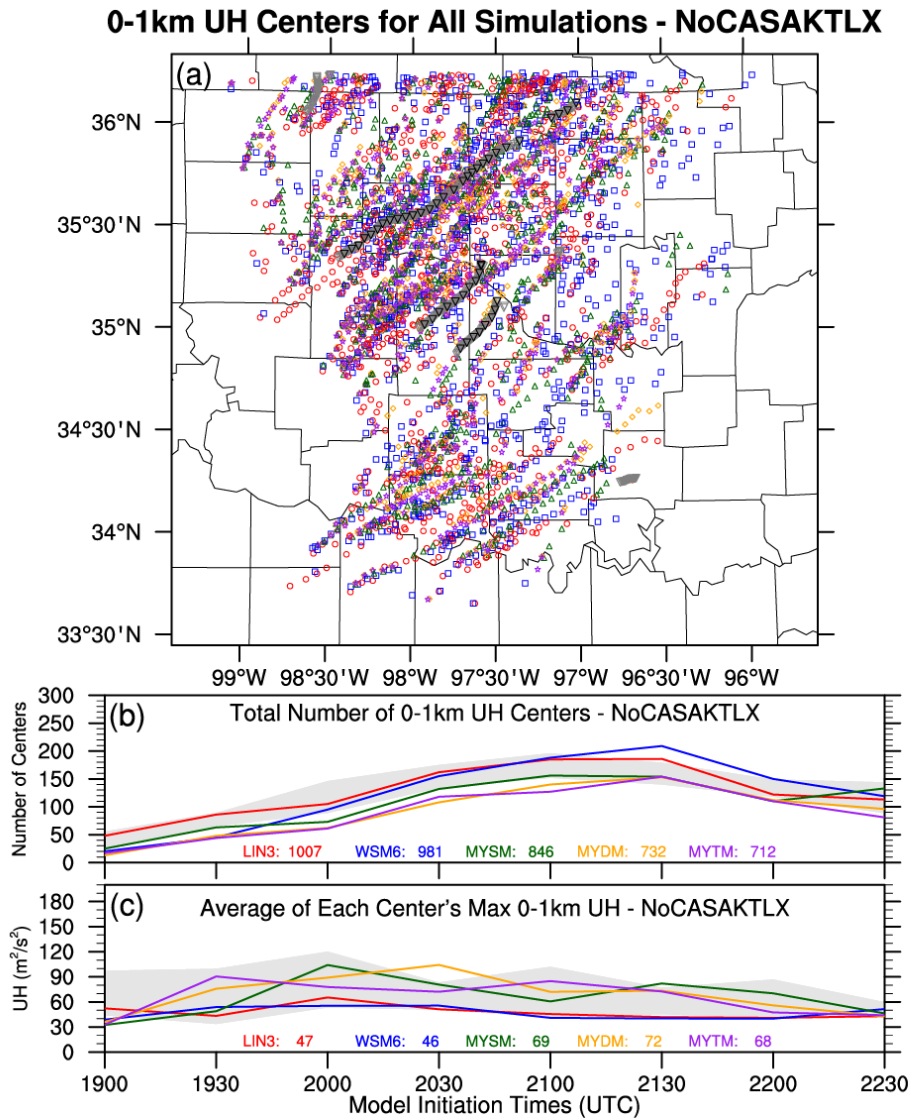 0-1km UH Centers for All Simulations - NoCASAKTLX
(a)
36°N
35°30'N
35°N
34°30'N
34°N
33°30'N
99°W 98°30'W 98°W 97°30'W 97°W 96°30'W 96°W
(b)
Total Number of 0-1km UH Centers - NoCASAKTLX
Number of Centers
300
250
200
150
100
50
0
LIN3: 1007 WSM6: 981 MYSM: 846 MYDM: 732 MYTM: 712
(c)
Average of Each Center's Max 0-1km UH - NoCASAKTLX
UH (m²/s²)
180
150
120
90
60
30
0
LIN3: 47 WSM6: 46 MYSM: 69 MYDM: 72 MYTM: 68
1900 1930 2000 2030 2100 2130 2200 2230
Model Initiation Times (UTC)